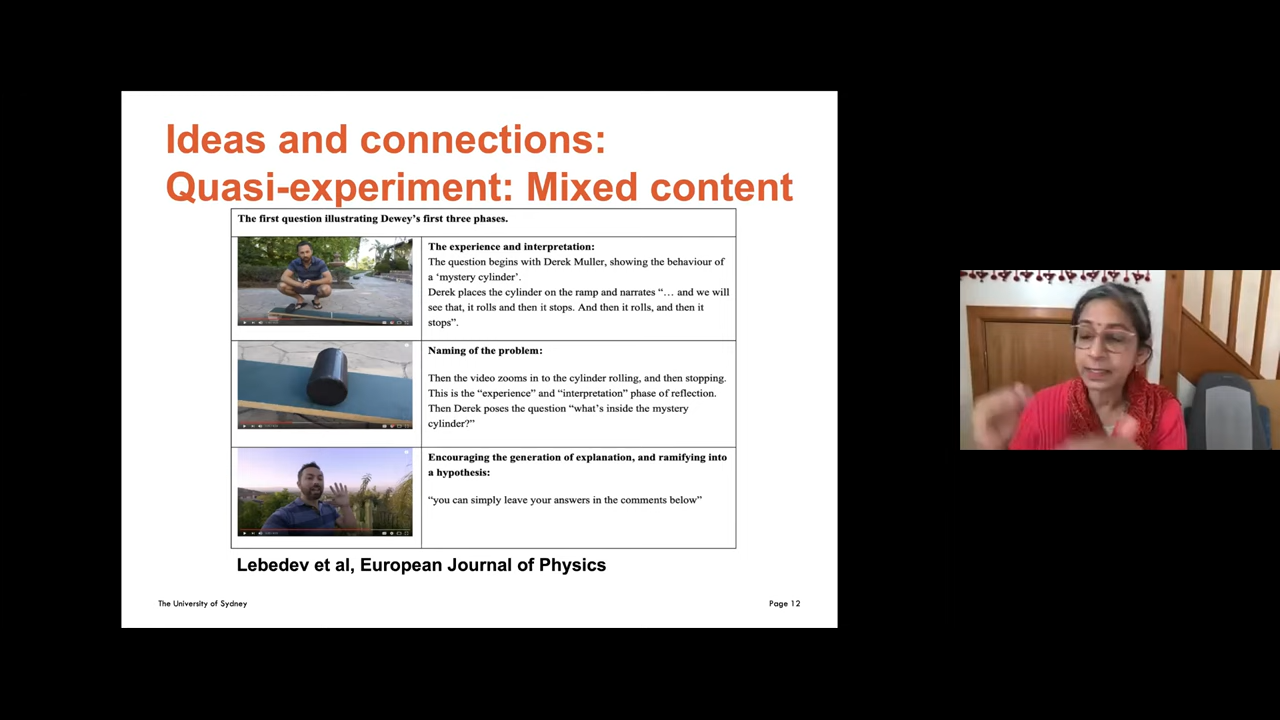 Ideas and connections:
Quasi-experiment: Mixed content
The first question illustrating Dewey's first three phases.
The experience and interpretation:
The question begins with Derek Muller, showing the behaviour of
a ‘mystery cylinder’.
Derek places the cylinder on the ramp and narrates “… and we will
see that, it rolls and then it stops. And then it rolls, and then it
stops”.
Naming of the problem:
Then the video zooms in to the cylinder rolling, and then stopping.
This is the “experience” and “interpretation” phase of reflection.
Then Derek poses the question “what’s inside the mystery
cylinder?”
Encouraging the generation of explanation, and ramifying into
a hypothesis:
“you can simply leave your answers in the comments below”
Lebedev et al, European Journal of Physics
The University of Sydney
Page 12